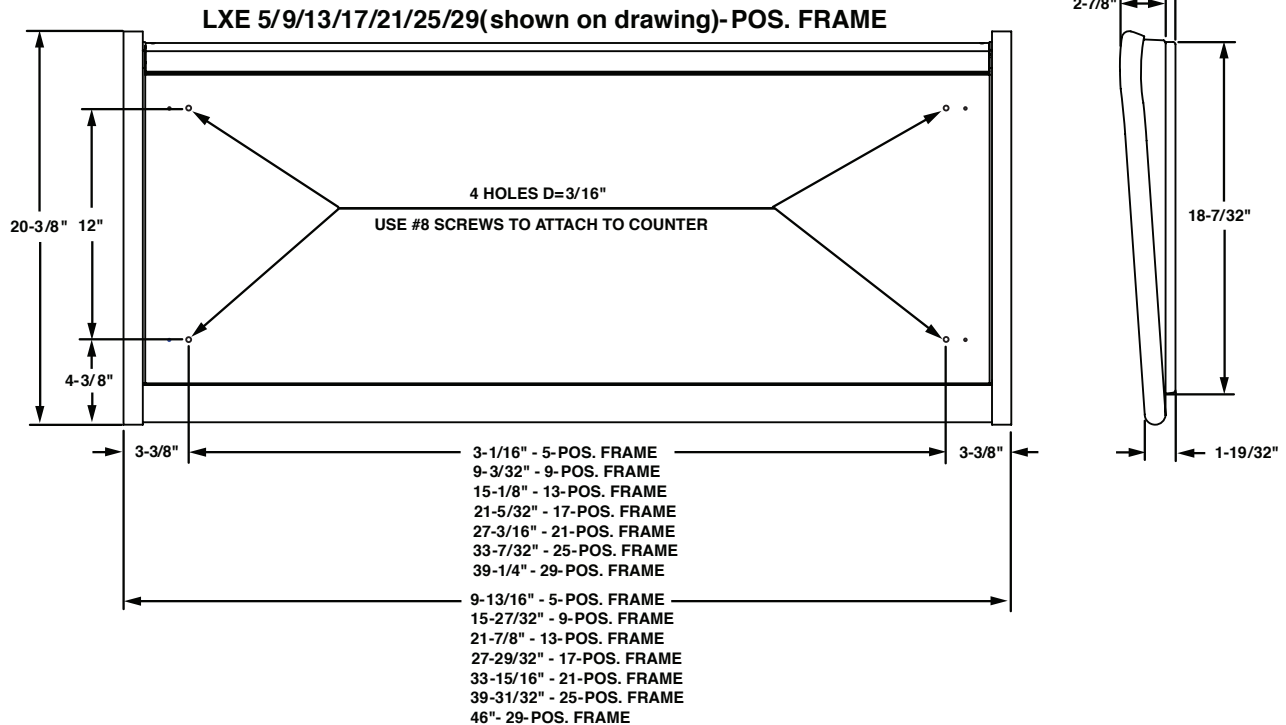 LXE 5/9/13/17/21/25/29(shown on drawing)-POS. FRAME
2-7/8"
4 HOLES D=3/16"
USE #8 SCREWS TO ATTACH TO COUNTER
20-3/8" 12"
18-7/32"
4-3/8"
3-3/8"
3-1/16" - 5-POS. FRAME
9-3/32" - 9-POS. FRAME
15-1/8" - 13-POS. FRAME
21-5/32" - 17-POS. FRAME
27-3/16" - 21-POS. FRAME
33-7/32" - 25-POS. FRAME
39-1/4" - 29-POS. FRAME
3-3/8"
1-19/32"
9-13/16" - 5-POS. FRAME
15-27/32" - 9-POS. FRAME
21-7/8" - 13-POS. FRAME
27-29/32" - 17-POS. FRAME
33-15/16" - 21-POS. FRAME
39-31/32" - 25-POS. FRAME
46"- 29-POS. FRAME